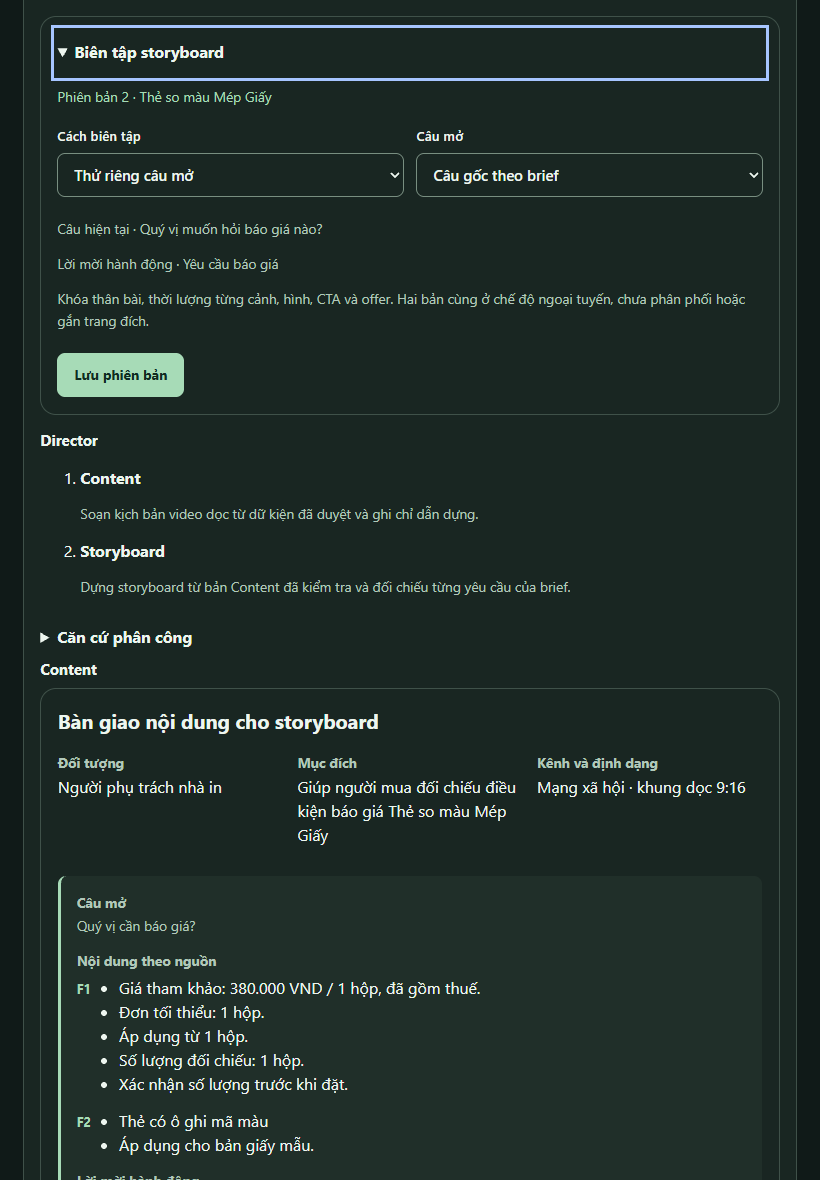 Biên tập storyboard
Phiên bản 2 · Thẻ so màu Mép Giấy
Cách biên tập
Câu mở
Thử riêng câu mở
Câu gốc theo brief
Câu hiện tại · Quý vị muốn hỏi báo giá nào?
Lời mời hành động · Yêu cầu báo giá
Khóa thân bài, thời lượng từng cảnh, hình, CTA và offer. Hai bản cùng ở chế độ ngoại tuyến, chưa phân phối hoặc
gắn trang đích.
Lưu phiên bản
Director
1. Content
Soạn kịch bản video dọc từ dữ kiện đã duyệt và ghi chỉ dẫn dựng.
2. Storyboard
Dựng storyboard từ bản Content đã kiểm tra và đối chiếu từng yêu cầu của brief.
Căn cứ phân công
Content
Bàn giao nội dung cho storyboard
Đối tượng
Người phụ trách nhà in
Mục đích
Giúp người mua đối chiếu điều
kiện báo giá Thẻ so màu Mép
Giấy
Kênh và định dạng
Mạng xã hội · khung dọc 9:16
Câu mở
Quý vị cần báo giá?
Nội dung theo nguồn
F1 • Giá tham khảo: 380.000 VND / 1 hộp, đã gồm thuế.
• Đơn tối thiểu: 1 hộp.
• Áp dụng từ 1 hộp.
• Số lượng đối chiếu: 1 hộp.
• Xác nhận số lượng trước khi đặt.
F2 • Thẻ có ô ghi mã màu
• Áp dụng cho bản giấy mẫu.
Lời mời hành động